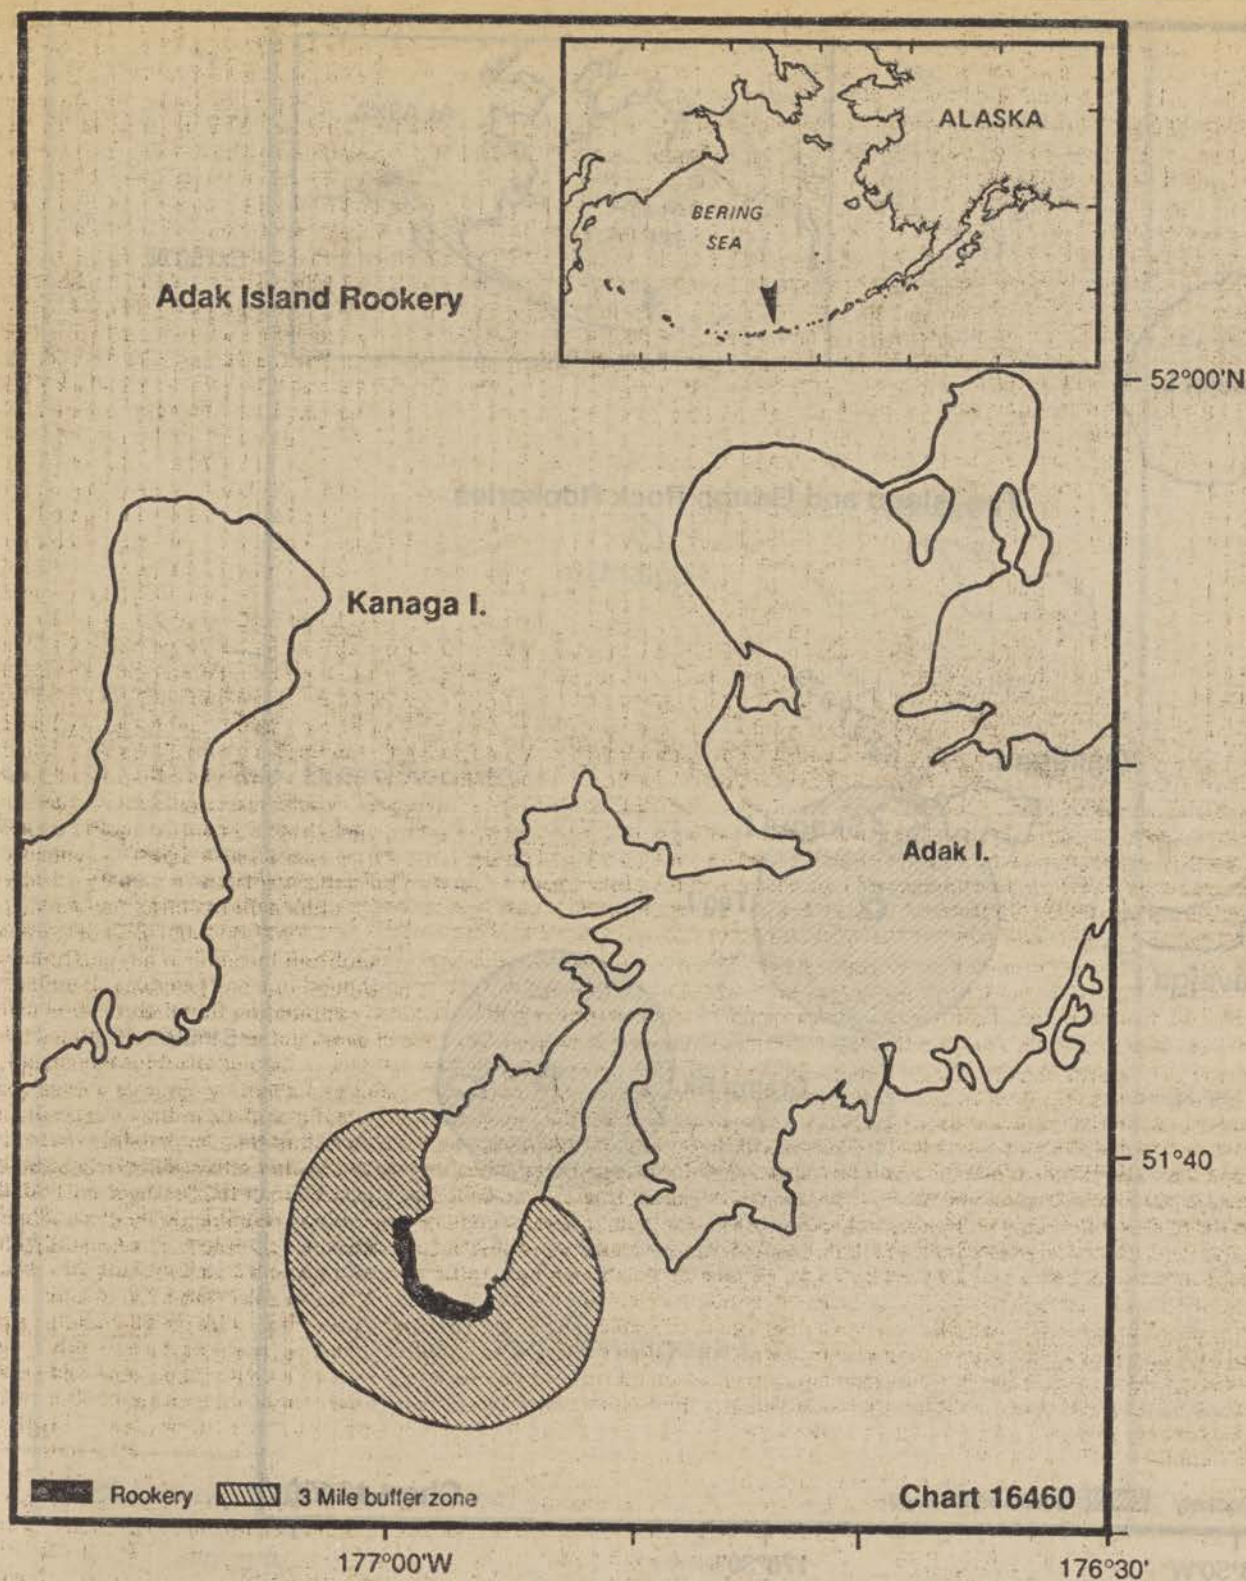 ALASKA
BERING
SEA
Adak Island Rookery
52°00'N
Kanaga I.
Adak I.
51°40
Rookery
3 Mile buffer zone
Chart 16460
177°00'W
176°30'